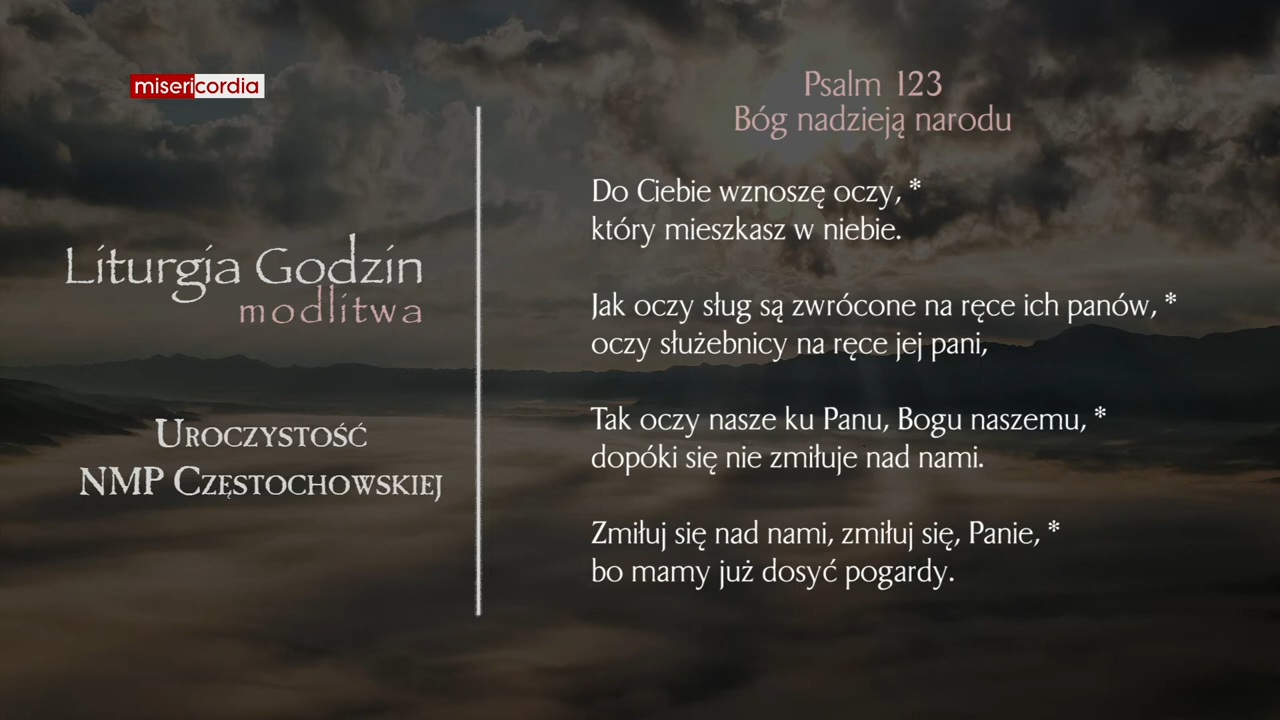 misericordia
Liturgia Godzin
modlitwa
Uroczystość
NMP Częstochowskiej
Psalm 123
Bóg nadzieją narodu
Do Ciebie wznoszę oczy, *
który mieszkasz w niebie.
Jak oczy sług są zwrócone na ręce ich panów, *
oczy służebnicy na ręce jej pani,
Tak oczy nasze ku Panu, Bogu naszemu, *
dopóki się nie zmiłuje nad nami.
Zmiłuj się nad nami, zmiłuj się, Panie, *
bo mamy już dosyć pogardy.